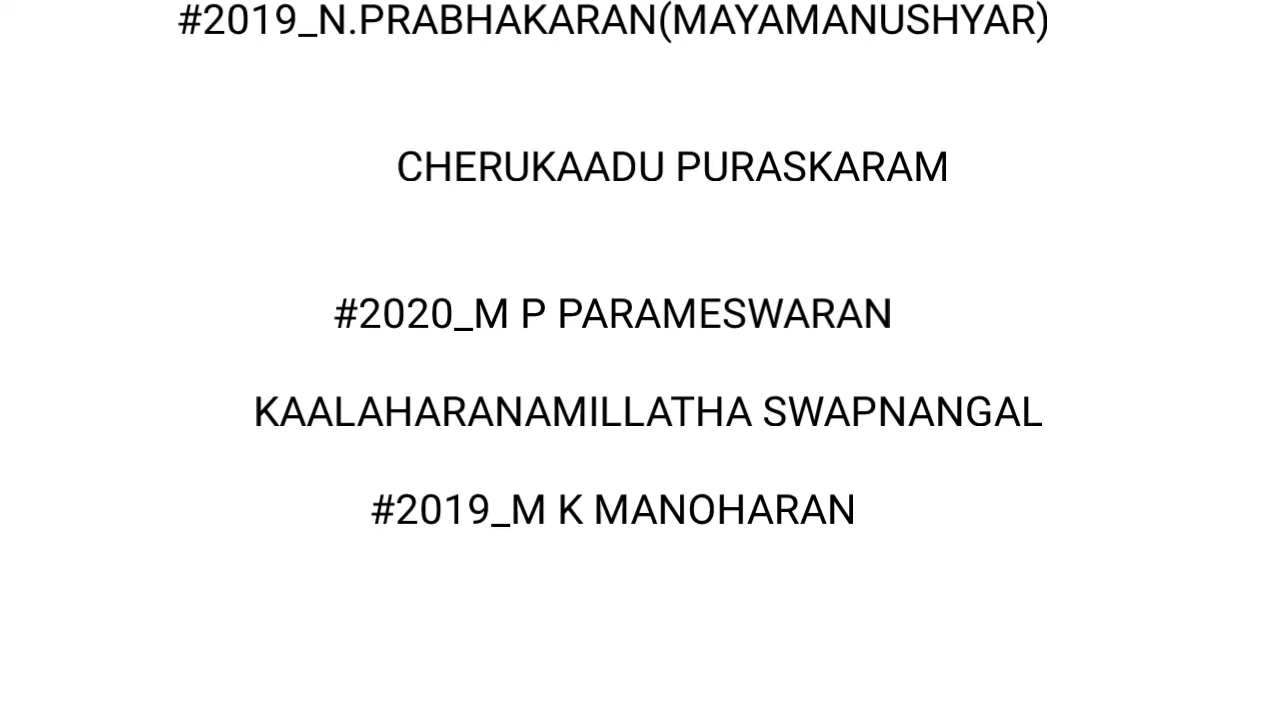 #2019_N.PRABHAKARAN(MAYAMANUSHYAR)
CHERUKAADU PURASKARAM
#2020_M P PARAMESWARAN
KAALAHARANAMILLATHA SWAPNANGAL
#2019_M K MANOHARAN